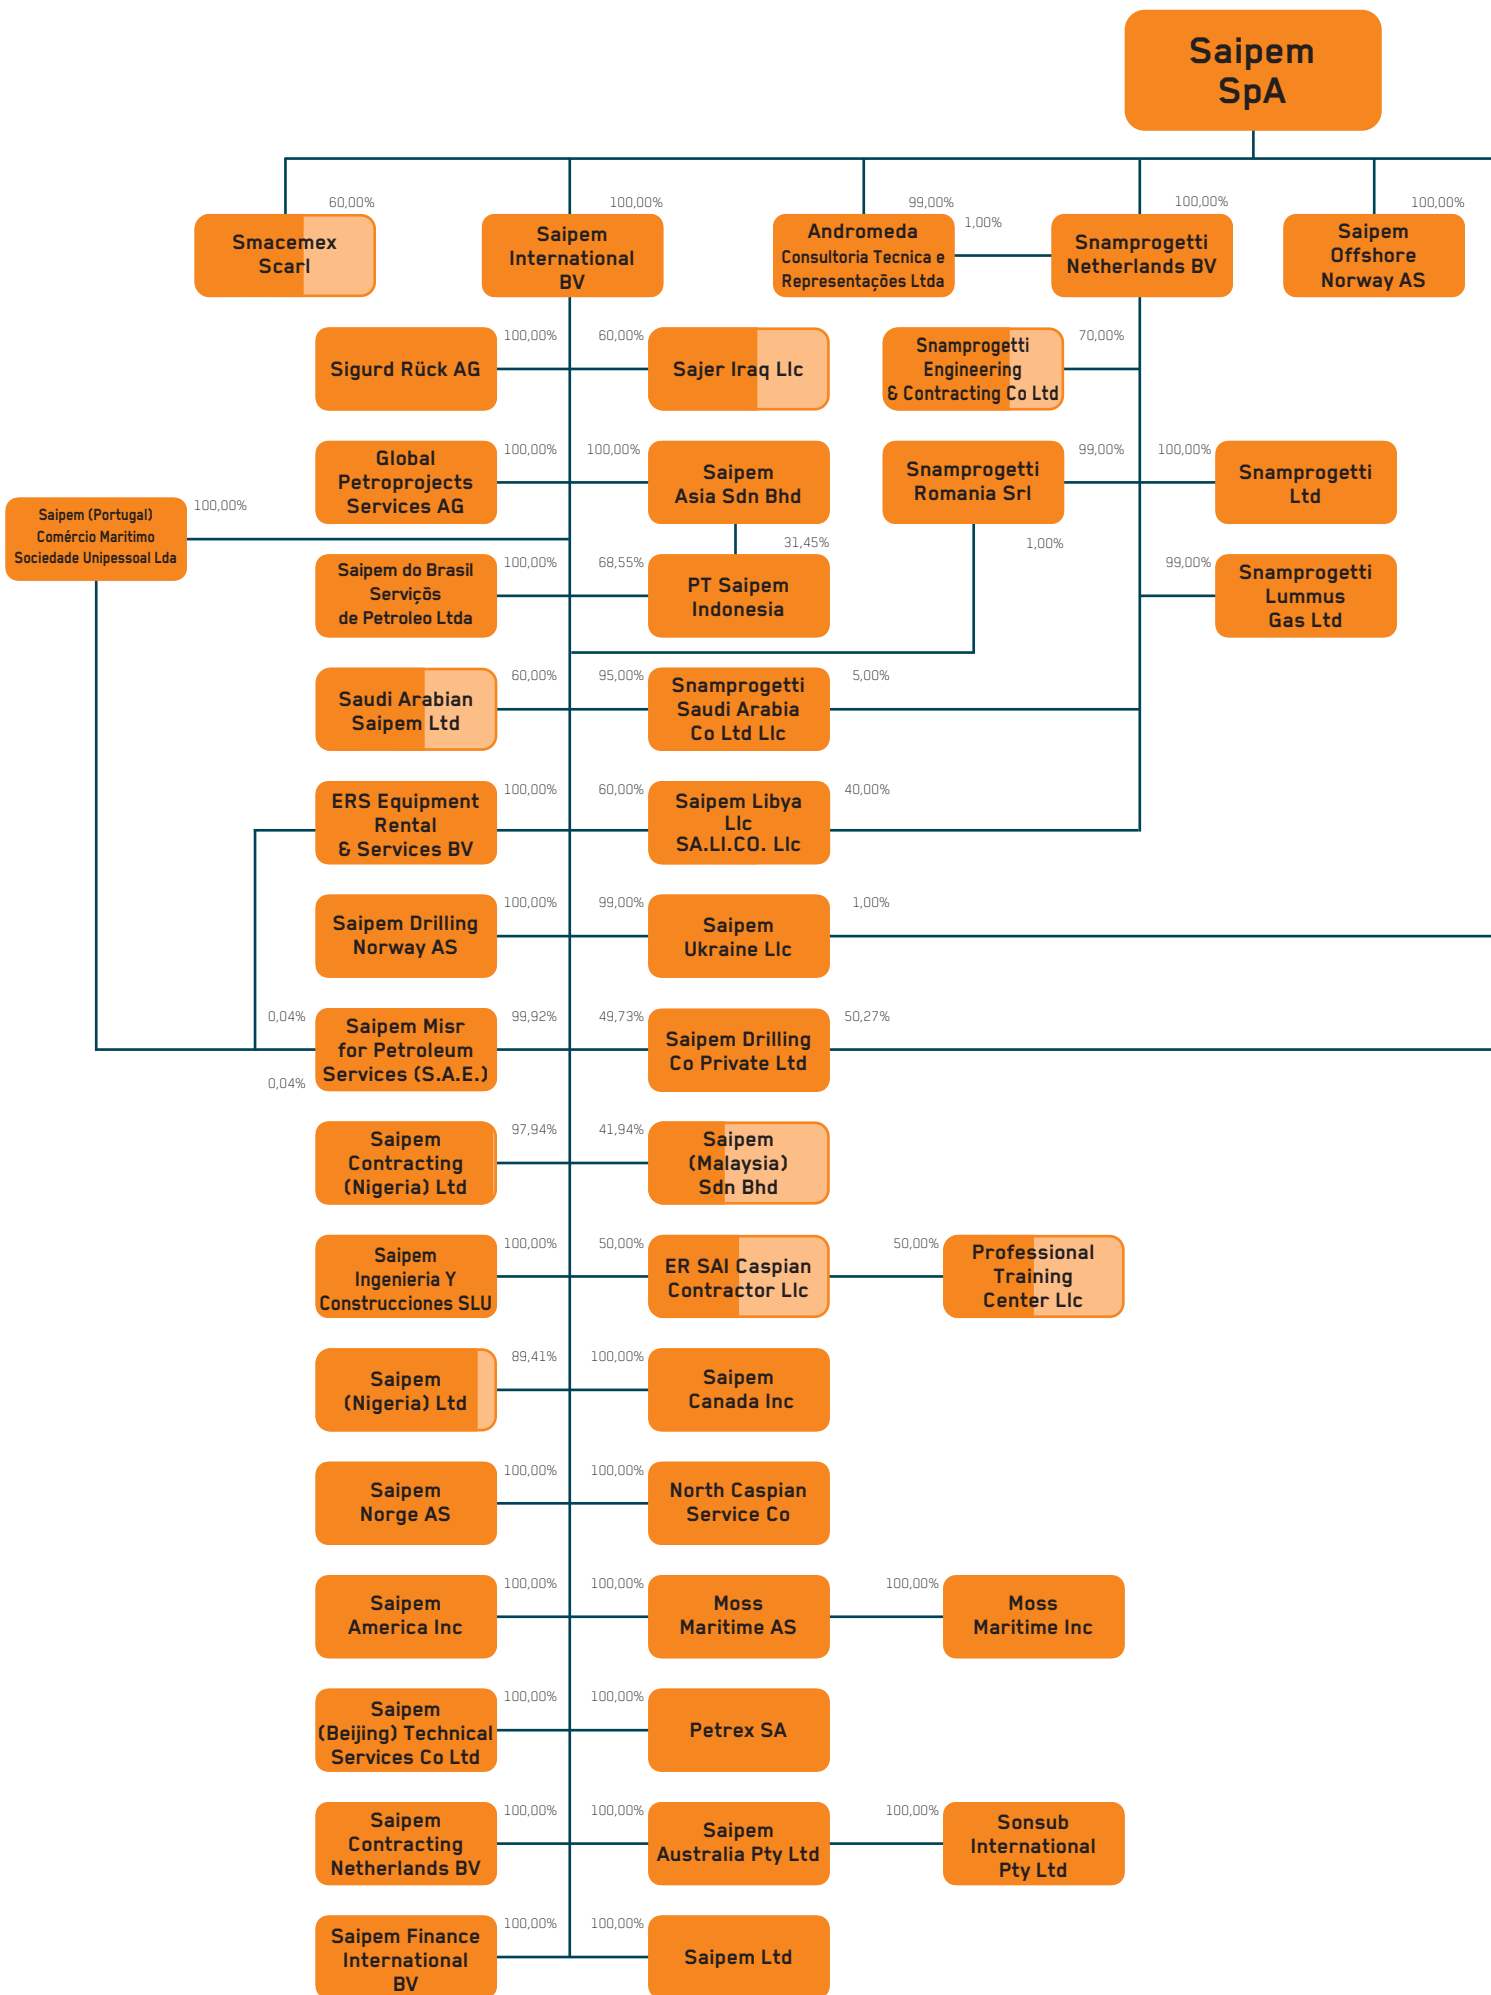 Saipem
SpA
60,00%
100,00%
99,00%
1,00%
100,00%
100,00%
Smacemex
Scarl
Saipem
International
BV
Andromeda
Consultoria Tecnica e
Representações Ltda
Snamprogetti
Netherlands BV
Saipem
Offshore
Norway AS
100,00%
60,00%
70,00%
Sigurd Rück AG
Sajer Iraq Llc
Snamprogetti
Engineering
& Contracting Co Ltd
100,00%
100,00%
99,00%
100,00%
Global
Petroprojects
Services AG
Saipem
Asia Sdn Bhd
Snamprogetti
Romania Srl
Snamprogetti
Ltd
100,00%
Saipem (Portugal)
Comércio Maritimo
Sociedade Unipessoal Lda
31,45%
1,00%
100,00%
68,55%
99,00%
Saipem do Brasil
Serviçõs
de Petroleo Ltda
PT Saipem
Indonesia
Snamprogetti
Lummus
Gas Ltd
60,00%
95,00%
5,00%
Saudi Arabian
Saipem Ltd
Snamprogetti
Saudi Arabia
Co Ltd Llc
100,00%
60,00%
40,00%
ERS Equipment
Rental
& Services BV
Saipem Libya
Llc
SA.LI.CO. Llc
100,00%
99,00%
1,00%
Saipem Drilling
Norway AS
Saipem
Ukraine Llc
0,04%
99,92%
49,73%
50,27%
Saipem Misr
for Petroleum
Services (S.A.E.)
Saipem Drilling
Co Private Ltd
0,04%
97,94%
41,94%
Saipem
Contracting
(Nigeria) Ltd
Saipem
(Malaysia)
Sdn Bhd
100,00%
50,00%
50,00%
Saipem
Ingenieria Y
Construcciones SLU
ER SAI Caspian
Contractor Llc
Professional
Training
Center Llc
89,41%
100,00%
Saipem
(Nigeria) Ltd
Saipem
Canada Inc
100,00%
100,00%
Saipem
Norge AS
North Caspian
Service Co
100,00%
100,00%
100,00%
Saipem
America Inc
Moss
Maritime AS
Moss
Maritime Inc
100,00%
100,00%
Saipem
(Beijing) Technical
Services Co Ltd
Petrex SA
100,00%
100,00%
100,00%
Saipem
Contracting
Netherlands BV
Saipem
Australia Pty Ltd
Sonsub
International
Pty Ltd
100,00%
100,00%
Saipem Finance
International
BV
Saipem Ltd